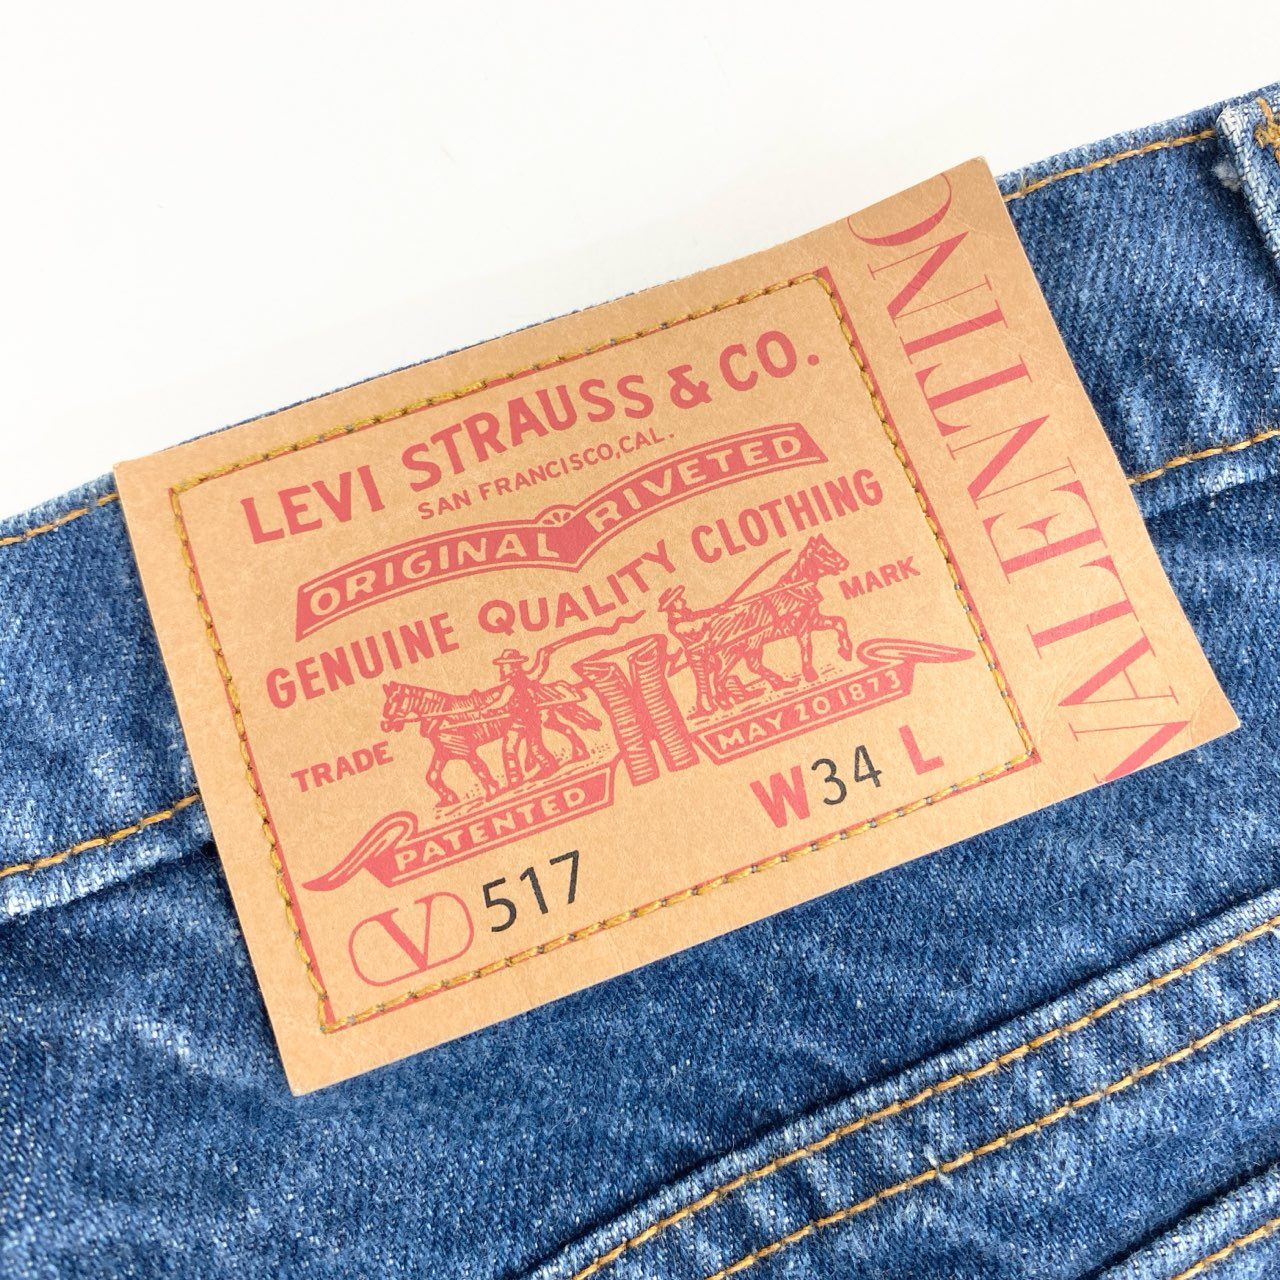 LEVI STRAUSS & CO.
SAN FRANCISCO, CAL.
ORIGINAL RIVETED
GENUINE QUALITY CLOTHING
TRADE MARK
PATENTED MAY 20 1873
W34 L
V 517
VALENTINO